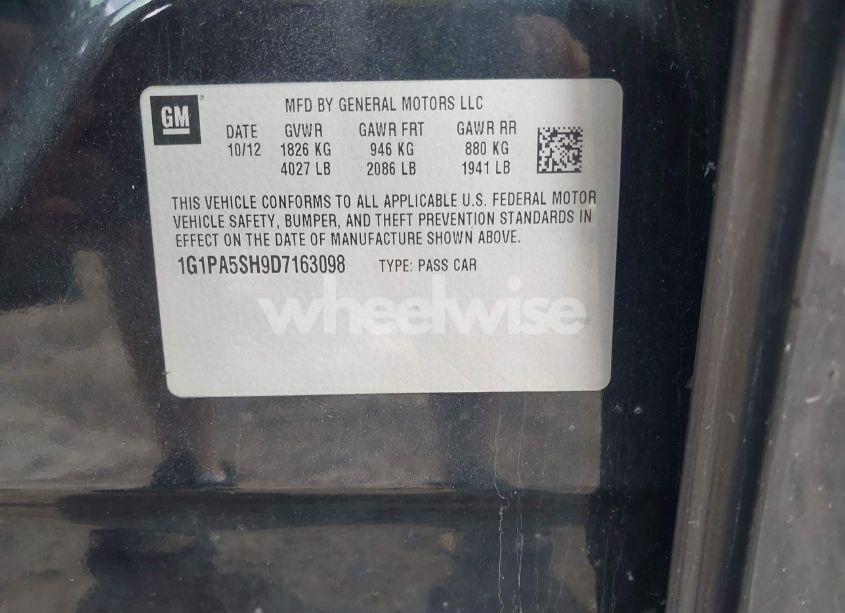 GM
MFD BY GENERAL MOTORS LLC
DATE GVWR GAWR FRT GAWR RR
10/12 1826 KG 946 KG 880 KG
4027 LB 2086 LB 1941 LB
THIS VEHICLE CONFORMS TO ALL APPLICABLE U.S. FEDERAL MOTOR
VEHICLE SAFETY, BUMPER, AND THEFT PREVENTION STANDARDS IN
EFFECT ON THE DATE OF MANUFACTURE SHOWN ABOVE.
1G1PA5SH9D7163098 TYPE: PASS CAR
wheelwise